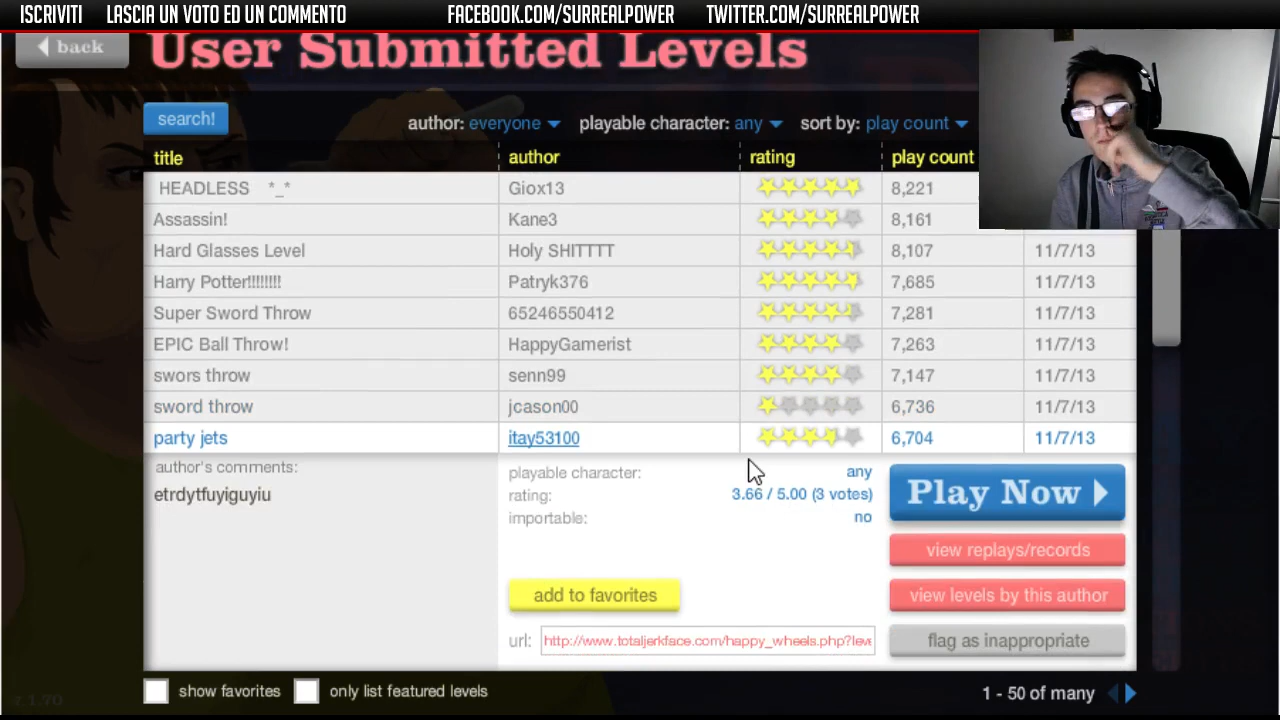 ISCRIVITI LASCIA UN VOTO ED UN COMMENTO FACEBOOK.COM/SURREALPOWER TWITTER.COM/SURREALPOWER
back User Submitted Levels
search! author: everyone playable character: any sort by: play count
title author rating play count
HEADLESS *_* Giox13 8,221
Assassin! Kane3 8,161
Hard Glasses Level Holy SHITTTT 8,107 11/7/13
Harry Potter!!!!!!!! Patryk376 7,685 11/7/13
Super Sword Throw 65246550412 7,281 11/7/13
EPIC Ball Throw! HappyGamerist 7,263 11/7/13
swors throw senn99 7,147 11/7/13
sword throw jcason00 6,736 11/7/13
party jets itay53100 6,704 11/7/13
author's comments:
etrdytfuyiguyiu
playable character: any
rating: 3.66 / 5.00 (3 votes)
importable: no
add to favorites
url: http://www.totaljerkface.com/happy_wheels.php?leve
Play Now
view replays/records
view levels by this author
flag as inappropriate
show favorites only list featured levels 1 - 50 of many